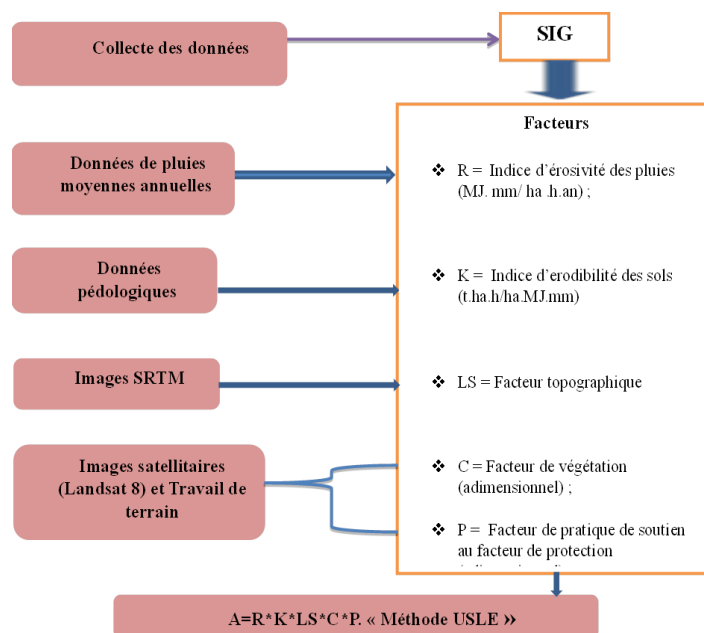 Collecte des données
SIG
Facteurs
Données de pluies
moyennes annuelles
❖ R = Indice d'érosivité des pluies
(MJ. mm/ ha .h.an) ;
Données
pédologiques
❖ K = Indice d'erodibilité des sols
(t.ha.h/ha.MJ.mm)
Images SRTM
❖ LS = Facteur topographique
Images satellitaires
(Landsat 8) et Travail de
terrain
❖ C = Facteur de végétation
(adimensionnel) ;
❖ P = Facteur de pratique de soutien
au facteur de protection
A=R*K*LS*C*P. « Méthode USLE »